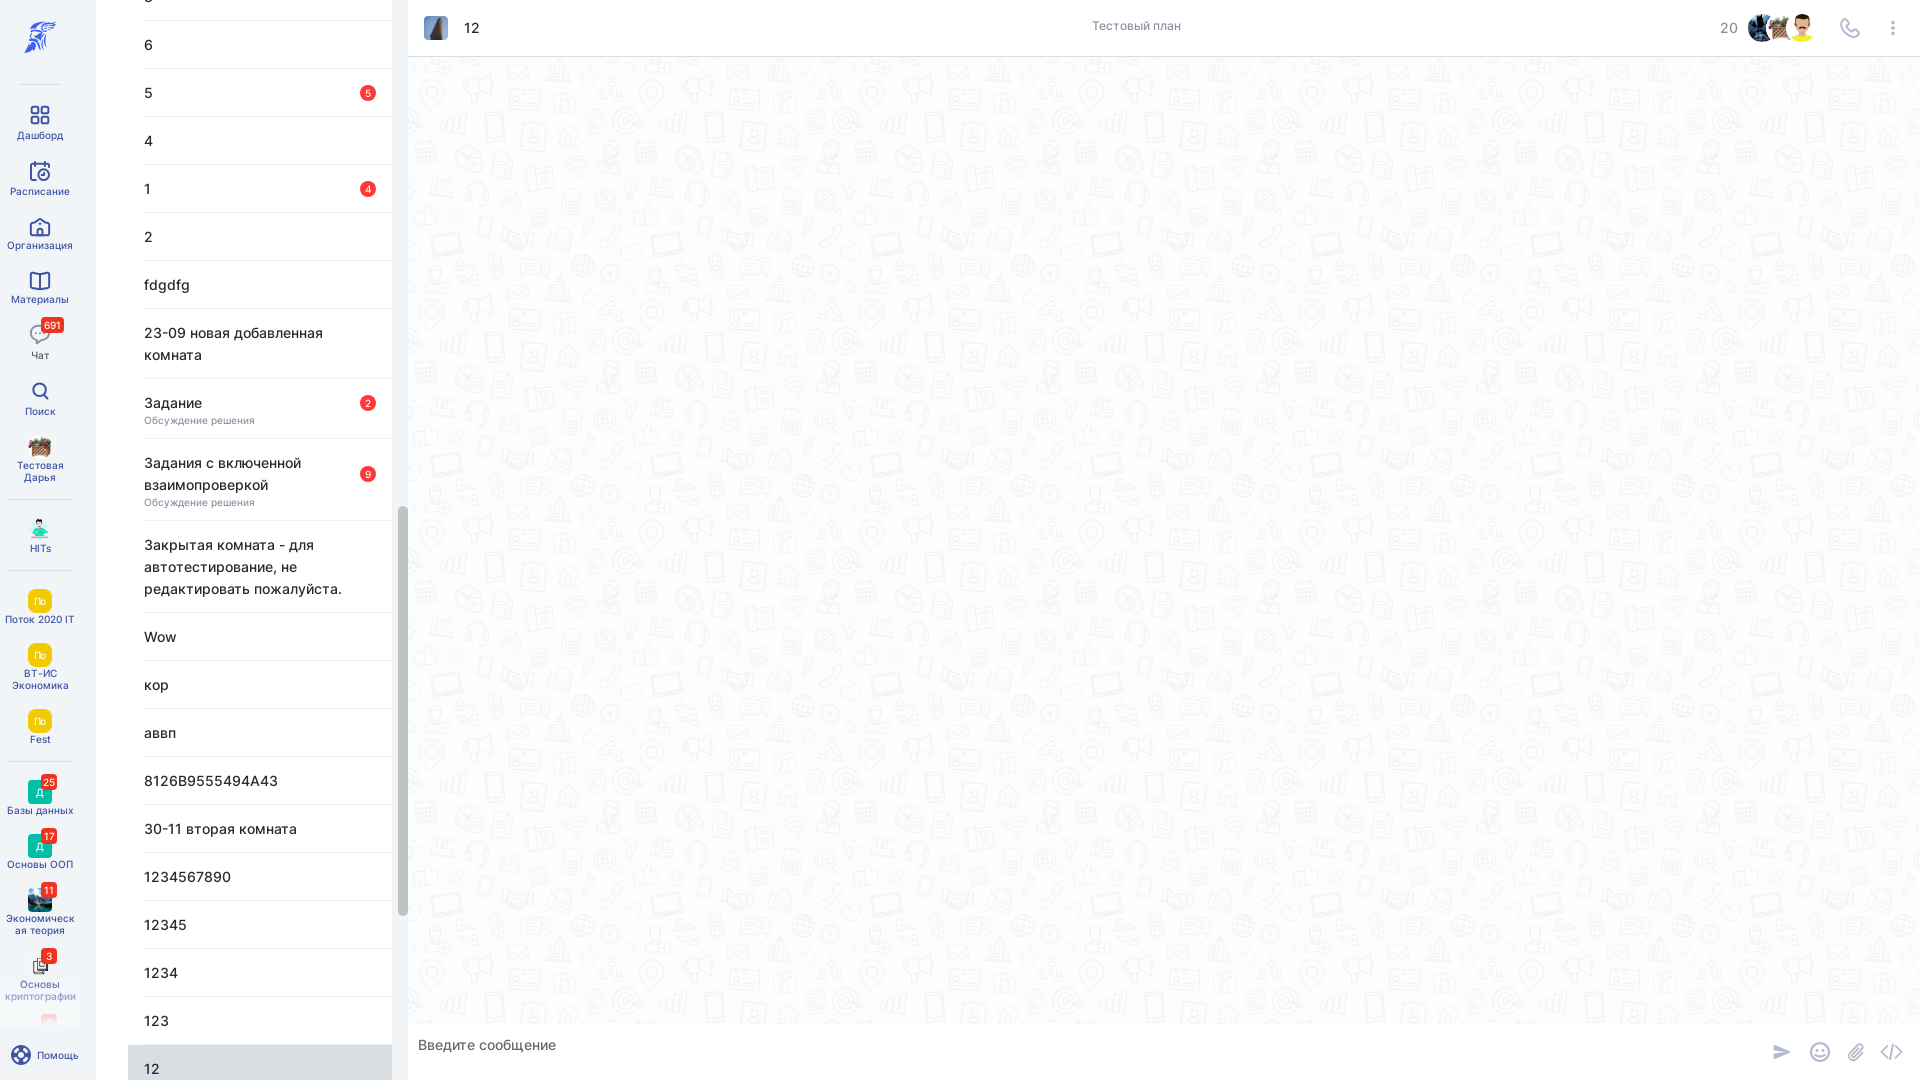 Дашборд
Расписание
Организация
Материалы
691
Чат
Поиск
Тестовая
Дарья
HITs
По
Поток 2020 IT
По
ВТ-ИС
Экономика
По
Fest
25
Д
Базы данных
17
Д
Основы ООП
11
Экономическ
ая теория
3
Основы
криптографии
Помощь
6
5
5
4
1
4
2
fdgdfg
23-09 новая добавленная
комната
Задание
2
Обсуждение решения
Задания с включенной
взаимопроверкой
9
Обсуждение решения
Закрытая комната - для
автотестирование, не
редактировать пожалуйста.
Wow
кор
аввп
8126B9555494A43
30-11 вторая комната
1234567890
12345
1234
123
12
12
Тестовый план
20
Введите сообщение